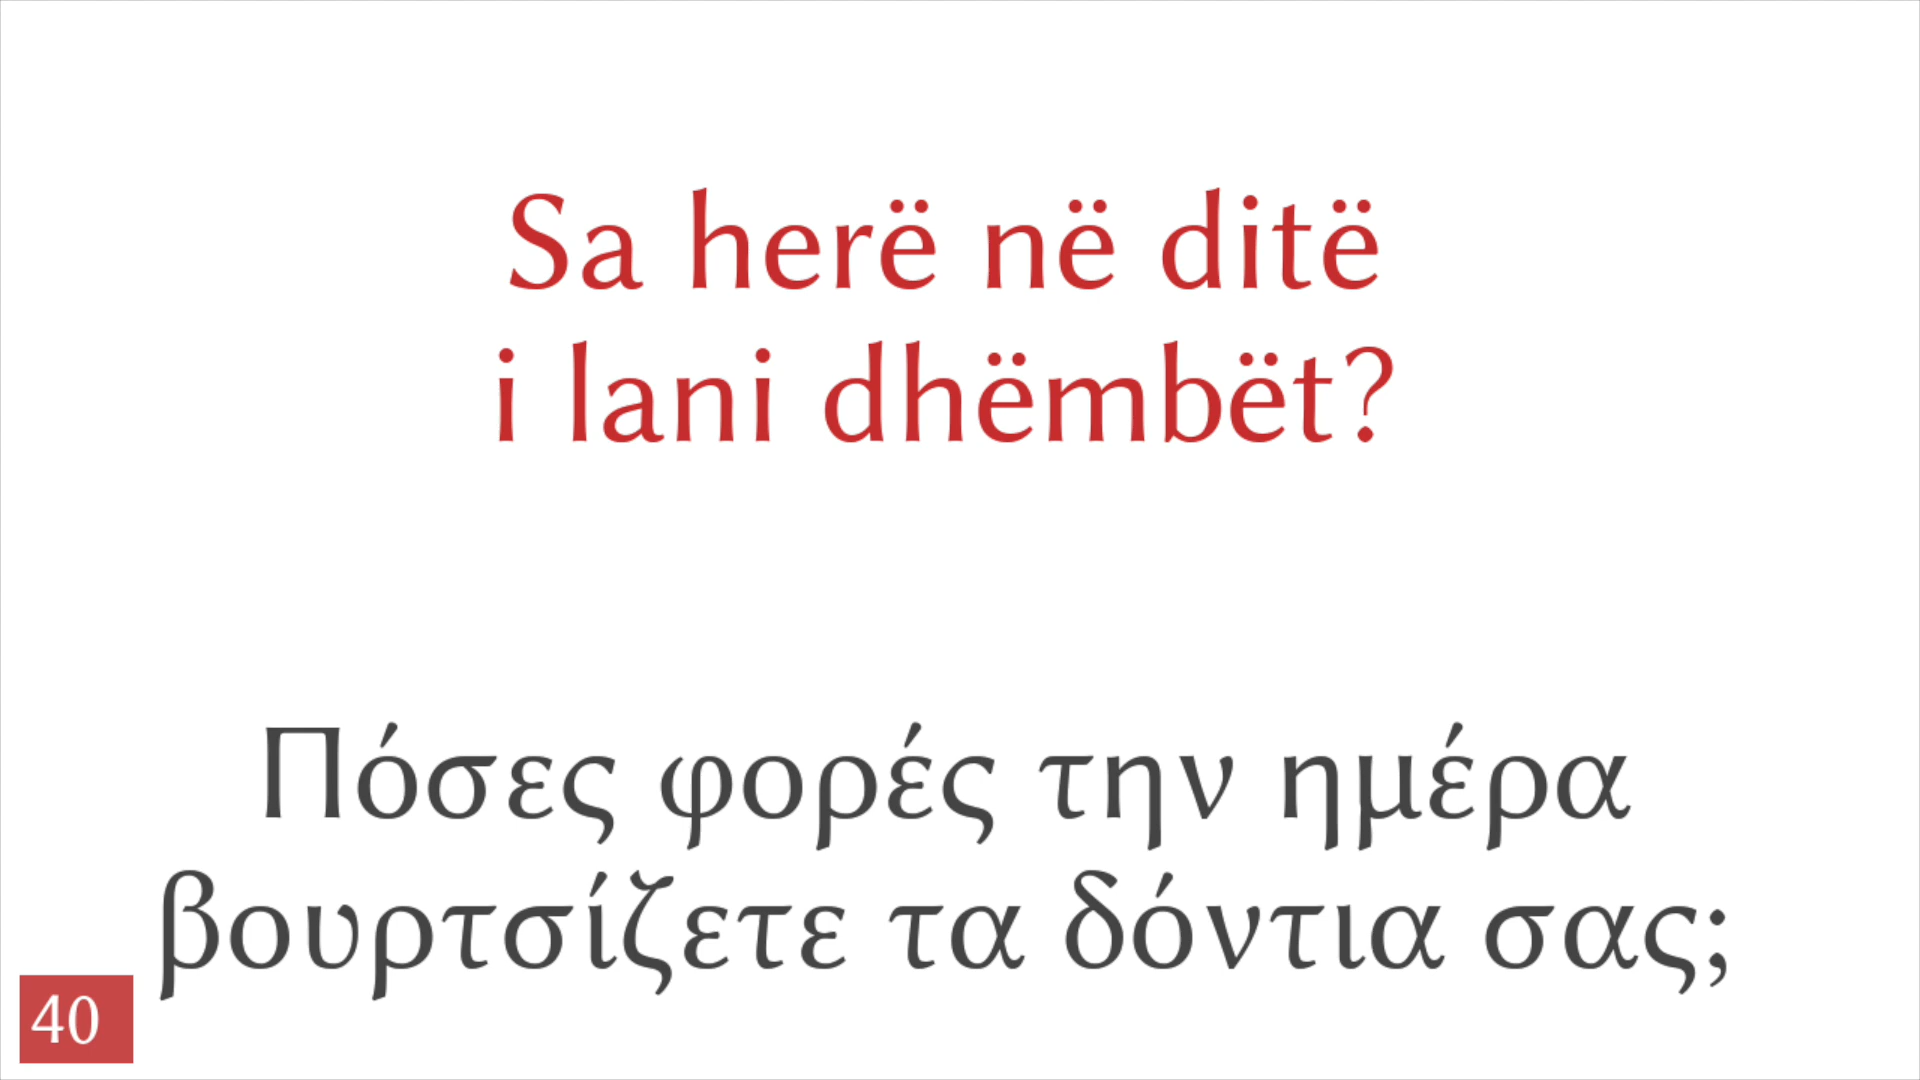 Sa herë në ditë
i lani dhëmbët?
Πόσες φορές την ημέρα
βουρτσίζετε τα δόντια σας;
40